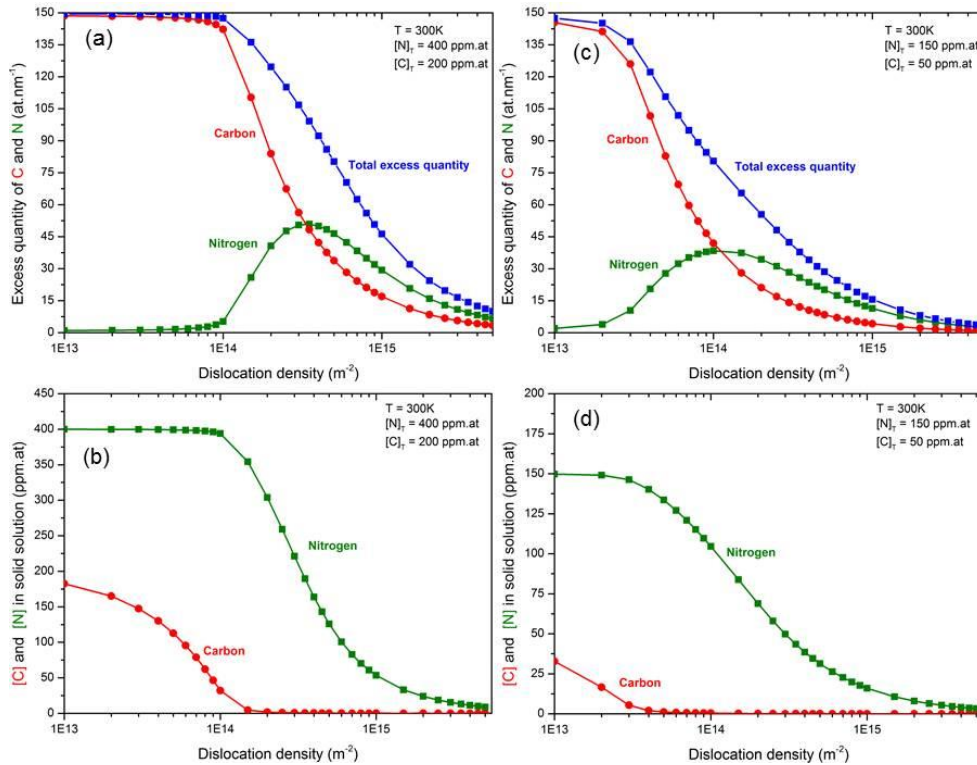 (a)
T = 300K
[N]T = 400 ppm.at
[C]T = 200 ppm.at
Excess quantity of C and N (at.nm⁻¹)
150
135
120
105
90
75
60
45
30
15
0
Carbon
Total excess quantity
Nitrogen
1E13
1E14
1E15
Dislocation density (m⁻²)
(c)
T = 300K
[N]T = 150 ppm.at
[C]T = 50 ppm.at
Excess quantity of C and N (at.nm⁻¹)
150
135
120
105
90
75
60
45
30
15
0
Carbon
Total excess quantity
Nitrogen
1E13
1E14
1E15
Dislocation density (m⁻²)
(b)
T = 300K
[N]T = 400 ppm.at
[C]T = 200 ppm.at
[C] and [N] in solid solution (ppm.at)
450
400
350
300
250
200
150
100
50
0
Nitrogen
Carbon
1E13
1E14
1E15
Dislocation density (m⁻²)
(d)
T = 300K
[N]T = 150 ppm.at
[C]T = 50 ppm.at
[C] and [N] in solid solution (ppm.at)
200
175
150
125
100
75
50
25
0
Nitrogen
Carbon
1E13
1E14
1E15
Dislocation density (m⁻²)